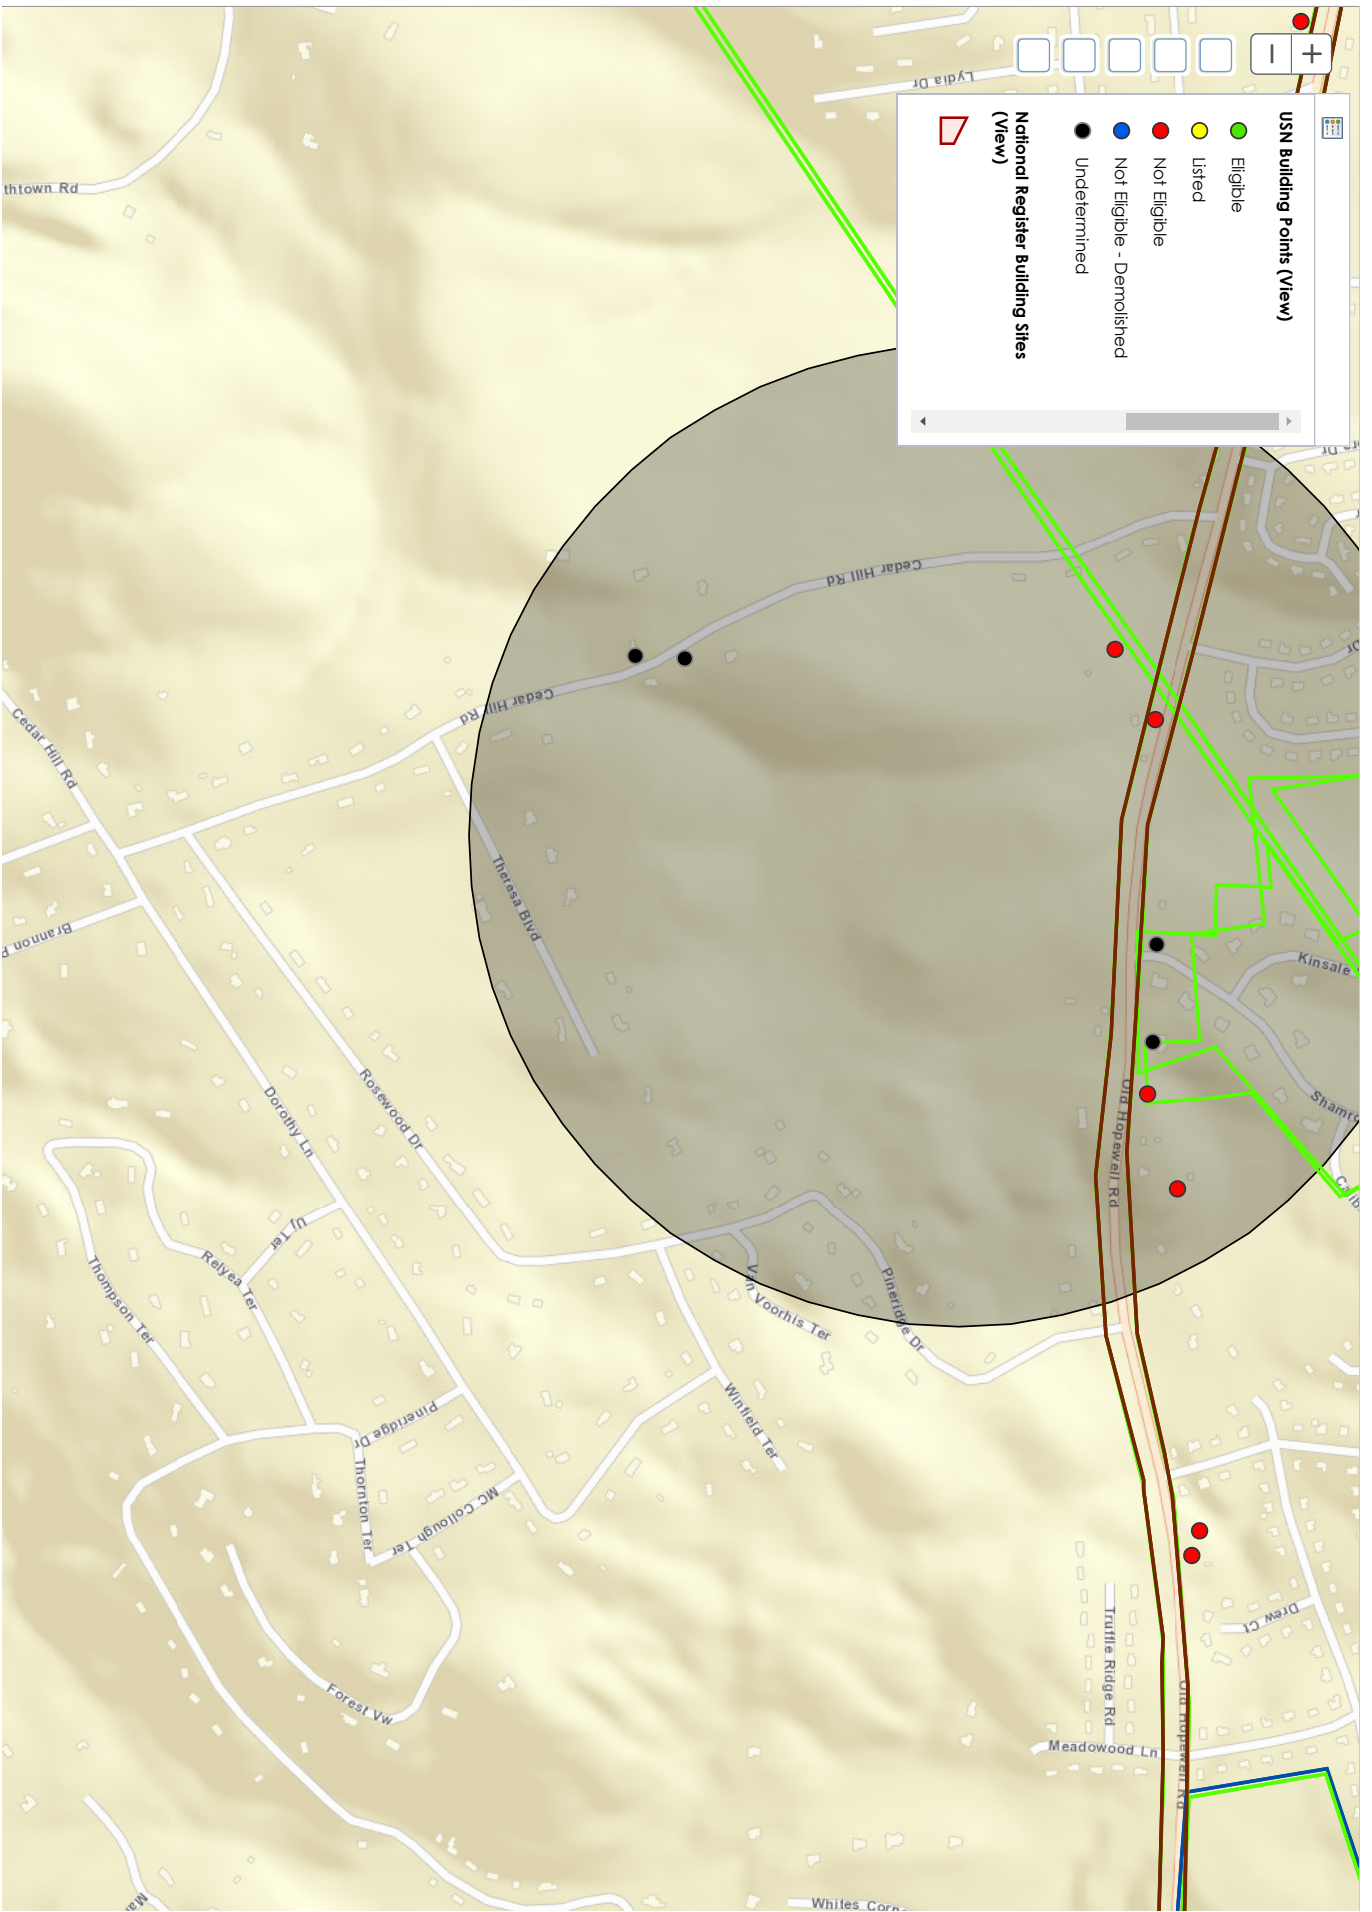 USN Building Points (View)
Eligible
Listed
Not Eligible
Not Eligible - Demolished
Undetermined
National Register Building Sites
(View)
+
−
Lydia Dr
thtown Rd
Cedar Hill Rd
Cedar Hill Rd
Cedar Hill Rd
Theresa Blvd
Kinsale
Old Hopewell Rd
Brannon
Rosewood Dr
Dorothy Ln
Relyea Ter
Thompson Ter
Van Voorhis Ter
Pineridge Dr
Winfield Ter
Pineridge Dr
Thornton Ter
MC Collough Ter
Forest Vw
Truffle Ridge Rd
Drew Ct
Meadowood Ln
Old Hopewell Rd
Dr
Dr